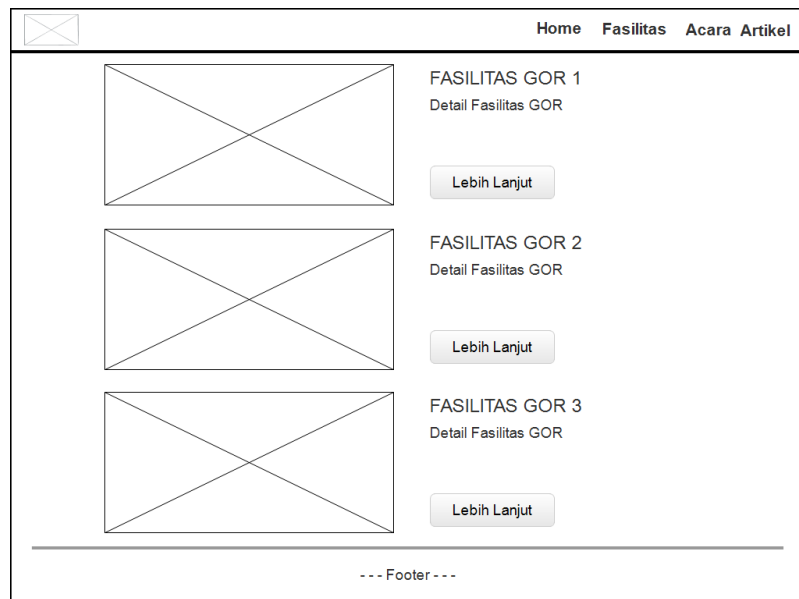 Home Fasilitas Acara Artikel
FASILITAS GOR 1
Detail Fasilitas GOR
Lebih Lanjut
FASILITAS GOR 2
Detail Fasilitas GOR
Lebih Lanjut
FASILITAS GOR 3
Detail Fasilitas GOR
Lebih Lanjut
- - - Footer - - -